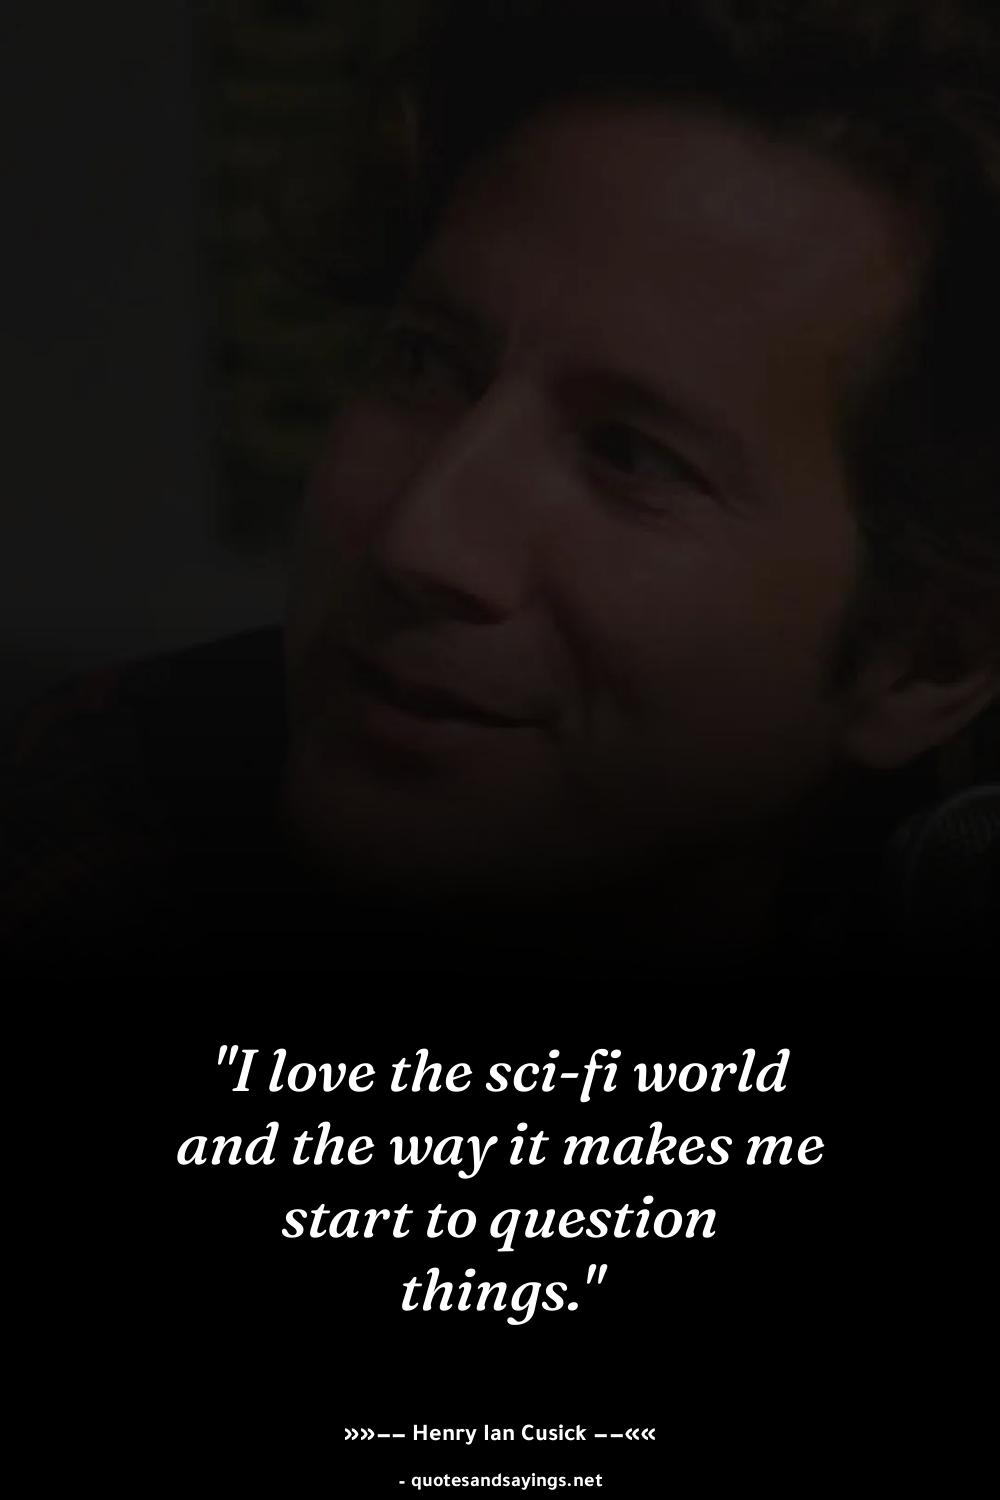 "I love the sci-fi world
and the way it makes me
start to question
things."
»»–– Henry Ian Cusick ––««
- quotesandsayings.net